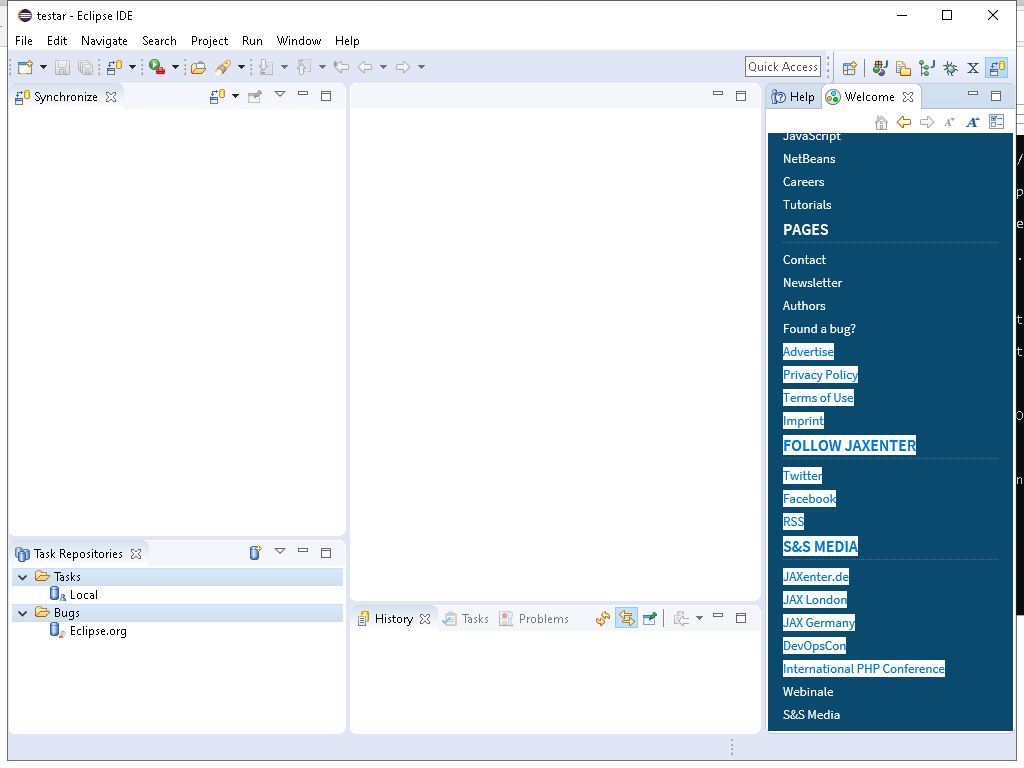 testar - Eclipse IDE
File Edit Navigate Search Project Run Window Help
Quick Access
Synchronize
Help Welcome
JavaScript
NetBeans
Careers
Tutorials
PAGES
Contact
Newsletter
Authors
Found a bug?
Advertise
Privacy Policy
Terms of Use
Imprint
FOLLOW JAXENTER
Twitter
Facebook
RSS
S&S MEDIA
JAXenter.de
JAX London
JAX Germany
DevOpsCon
International PHP Conference
Webinale
S&S Media
Task Repositories
Tasks
Local
Bugs
Eclipse.org
History Tasks Problems